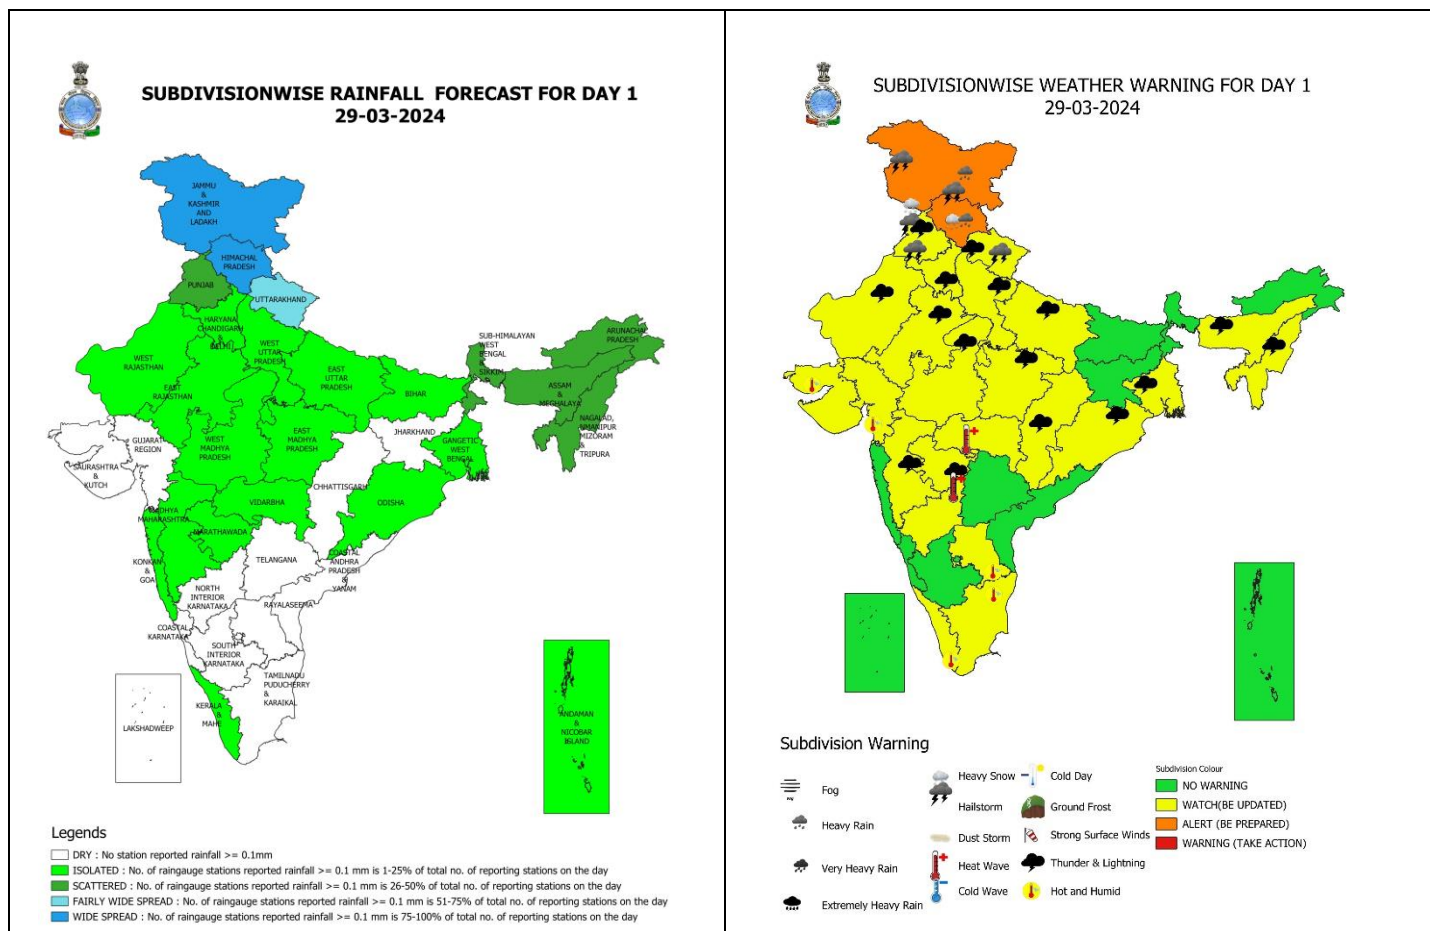 SUBDIVISIONWISE RAINFALL FORECAST FOR DAY 1
29-03-2024
JAMMU
&
KASHMIR
AND
LADAKH
HIMACHAL
PRADESH
PUNJAB
UTTARAKHAND
HARYANA
CHANDIGARH
&
DELHI
WEST
UTTAR
PRADESH
WEST
RAJASTHAN
EAST
RAJASTHAN
EAST
UTTAR
PRADESH
BIHAR
SUB-HIMALAYAN
WEST
BENGAL
&
SIKKIM
ARUNACHAL
PRADESH
ASSAM
&
MEGHALAYA
NAGALAD,
MANIPUR
MIZORAM
&
TRIPURA
GUJARAT
REGION
SAURASHTRA
&
KUTCH
WEST
MADHYA
PRADESH
EAST
MADHYA
PRADESH
JHARKHAND
GANGETIC
WEST
BENGAL
CHHATTISGARH
ODISHA
VIDARBHA
MADHYA
MAHARASHTRA
MARATHAWADA
KONKAN
&
GOA
TELANGANA
COASTAL
ANDHRA
PRADESH
&
YANAM
NORTH
INTERIOR
KARNATAKA
RAYALASEEMA
COASTAL
KARNATAKA
SOUTH
INTERIOR
KARNATAKA
TAMILNADU
PUDUCHERRY
&
KARAIKAL
KERALA
&
MAHE
LAKSHADWEEP
ANDAMAN
&
NICOBAR
ISLAND
Legends
DRY : No station reported rainfall >= 0.1mm
ISOLATED : No. of raingauge stations reported rainfall >= 0.1 mm is 1-25% of total no. of reporting stations on the day
SCATTERED : No. of raingauge stations reported rainfall >= 0.1 mm is 26-50% of total no. of reporting stations on the day
FAIRLY WIDE SPREAD : No. of raingauge stations reported rainfall >= 0.1 mm is 51-75% of total no. of reporting stations on the day
WIDE SPREAD : No. of raingauge stations reported rainfall >= 0.1 mm is 75-100% of total no. of reporting stations on the day
SUBDIVISIONWISE WEATHER WARNING FOR DAY 1
29-03-2024
Subdivision Warning
Fog
Heavy Rain
Very Heavy Rain
Extremely Heavy Rain
Heavy Snow
Hailstorm
Dust Storm
Heat Wave
Cold Wave
Cold Day
Ground Frost
Strong Surface Winds
Thunder & Lightning
Hot and Humid
Subdivision Colour
NO WARNING
WATCH(BE UPDATED)
ALERT (BE PREPARED)
WARNING (TAKE ACTION)